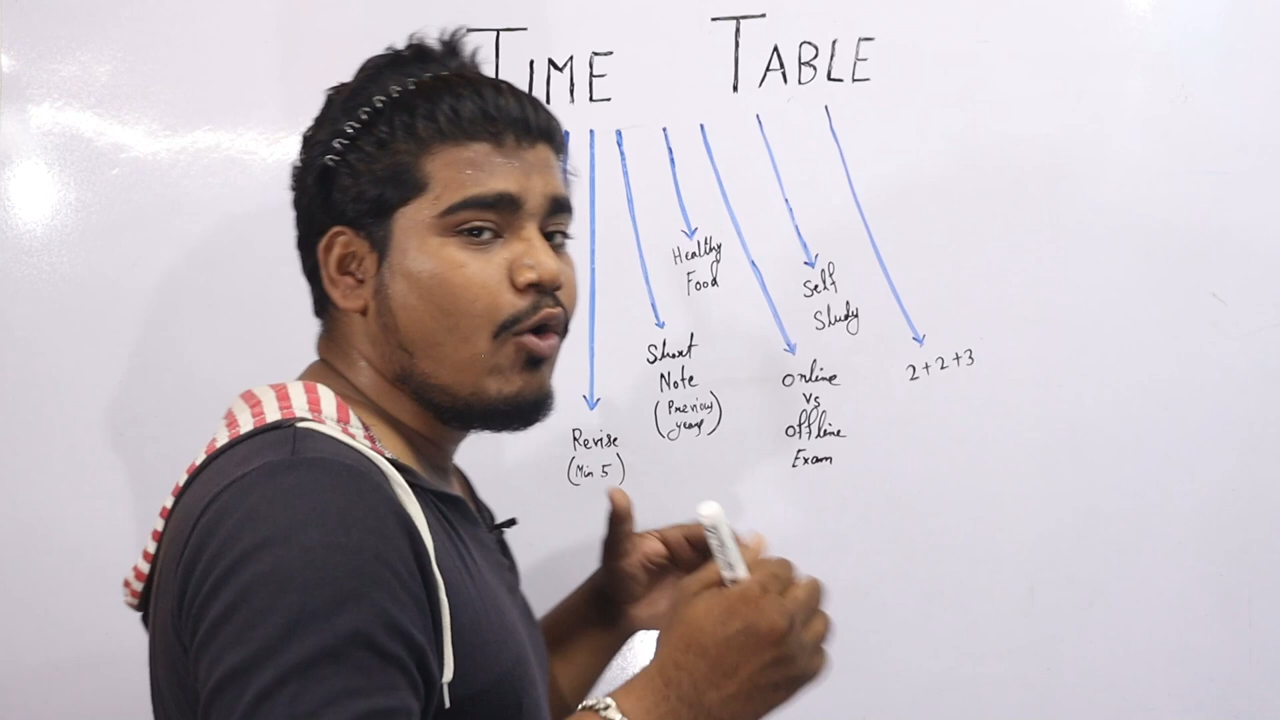 TIME TABLE
Healthy
Food
Self
Study
Short
Note
(Previous
years)
Online
vs
Offline
Exam
2+2+3
Revise
(Min 5)